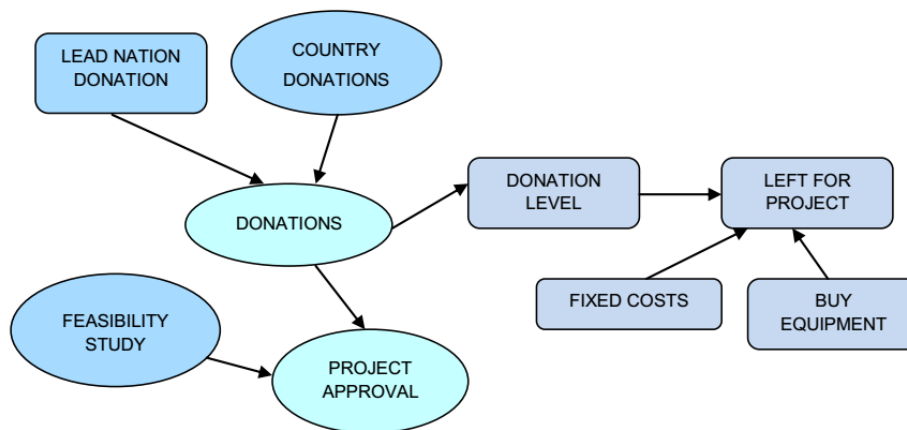 LEAD NATION
DONATION
COUNTRY
DONATIONS
DONATIONS
DONATION
LEVEL
LEFT FOR
PROJECT
FIXED COSTS
BUY
EQUIPMENT
FEASIBILITY
STUDY
PROJECT
APPROVAL